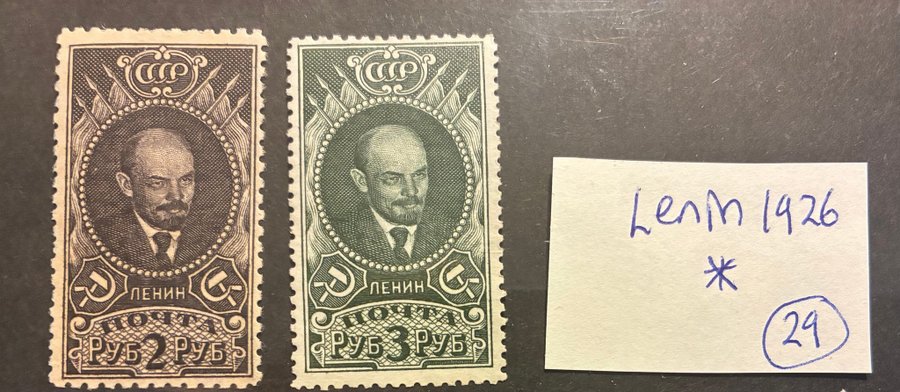 СССР
ЛЕНИН
ПОЧТА
РУБ 2 РУБ
СССР
ЛЕНИН
ПОЧТА
РУБ 3 РУБ
Lenin 1926
*
29